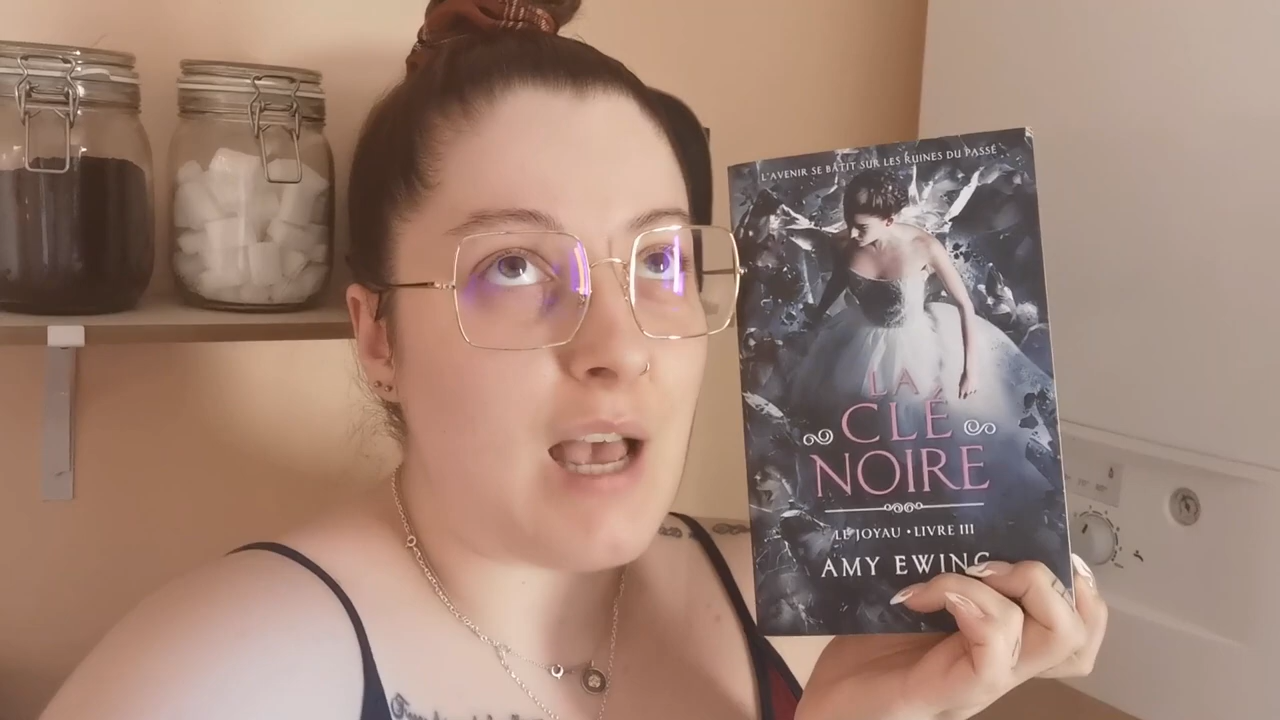 L'AVENIR SE BÂTIT SUR LES RUINES DU PASSÉ
LA
CLÉ
NOIRE
LE JOYAU • LIVRE III
AMY EWING